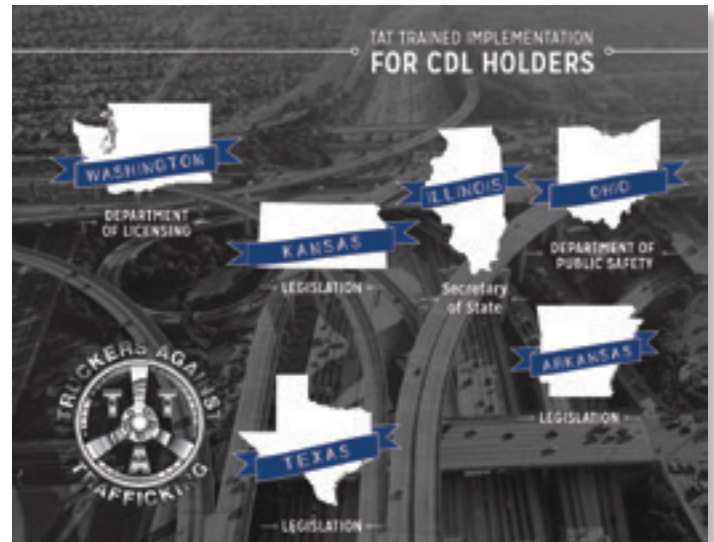 TAT TRAINED IMPLEMENTATION
FOR CDL HOLDERS
WASHINGTON
DEPARTMENT
OF LICENSING
KANSAS
LEGISLATION
ILLINOIS
Secretary
of State
OHIO
DEPARTMENT OF
PUBLIC SAFETY
ARKANSAS
LEGISLATION
TEXAS
LEGISLATION
TRUCKERS AGAINST
TRAFFICKING